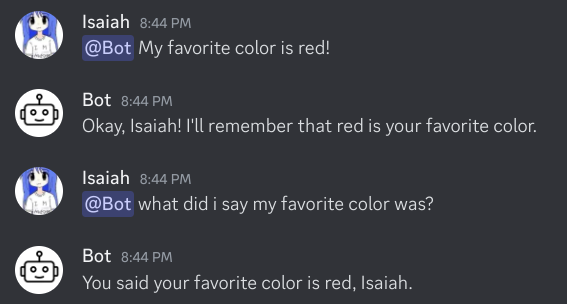 Isaiah 8:44 PM
@Bot My favorite color is red!
Bot 8:44 PM
Okay, Isaiah! I'll remember that red is your favorite color.
Isaiah 8:44 PM
@Bot what did i say my favorite color was?
Bot 8:44 PM
You said your favorite color is red, Isaiah.